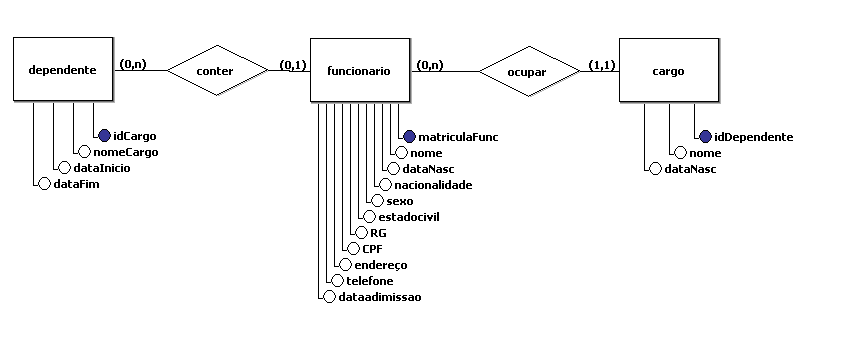 dependente (0,n) conter (0,1) funcionario (0,n) ocupar (1,1) cargo
idCargo
nomeCargo
dataInicio
dataFim
matriculaFunc
nome
dataNasc
nacionalidade
sexo
estadocivil
RG
CPF
endereço
telefone
dataadimissao
idDependente
nome
dataNasc